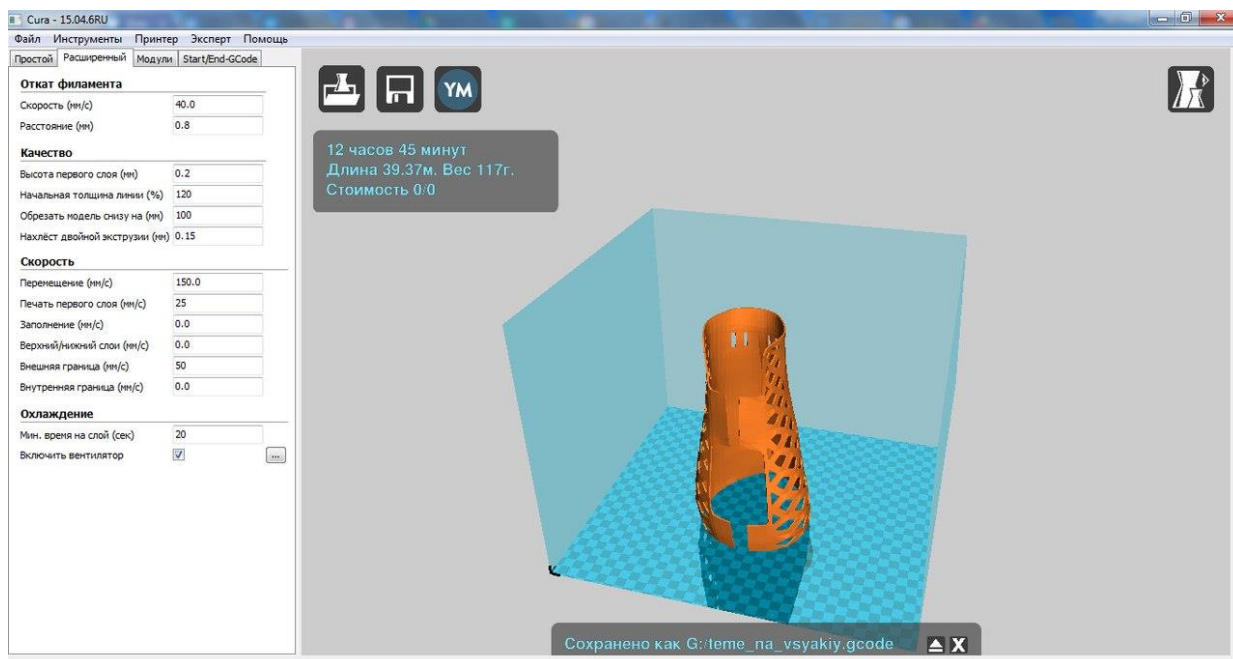 Cura - 15.04.6RU
Файл Инструменты Принтер Эксперт Помощь
Простой Расширенный Модули Start/End-GCode
Откат филамента
Скорость (мм/с) 40.0
Расстояние (мм) 0.8
Качество
Высота первого слоя (мм) 0.2
Начальная толщина линии (%) 120
Обрезать модель снизу на (мм) 100
Нахлёст двойной экструзии (мм) 0.15
Скорость
Перемещение (мм/с) 150.0
Печать первого слоя (мм/с) 25
Заполнение (мм/с) 0.0
Верхний/нижний слои (мм/с) 0.0
Внешняя граница (мм/с) 50
Внутренняя граница (мм/с) 0.0
Охлаждение
Мин. время на слой (сек) 20
Включить вентилятор ...
YM
12 часов 45 минут
Длина 39.37м. Вес 117г.
Стоимость 0/0
Сохранено как G:/teme_na_vsyakiy.gcode